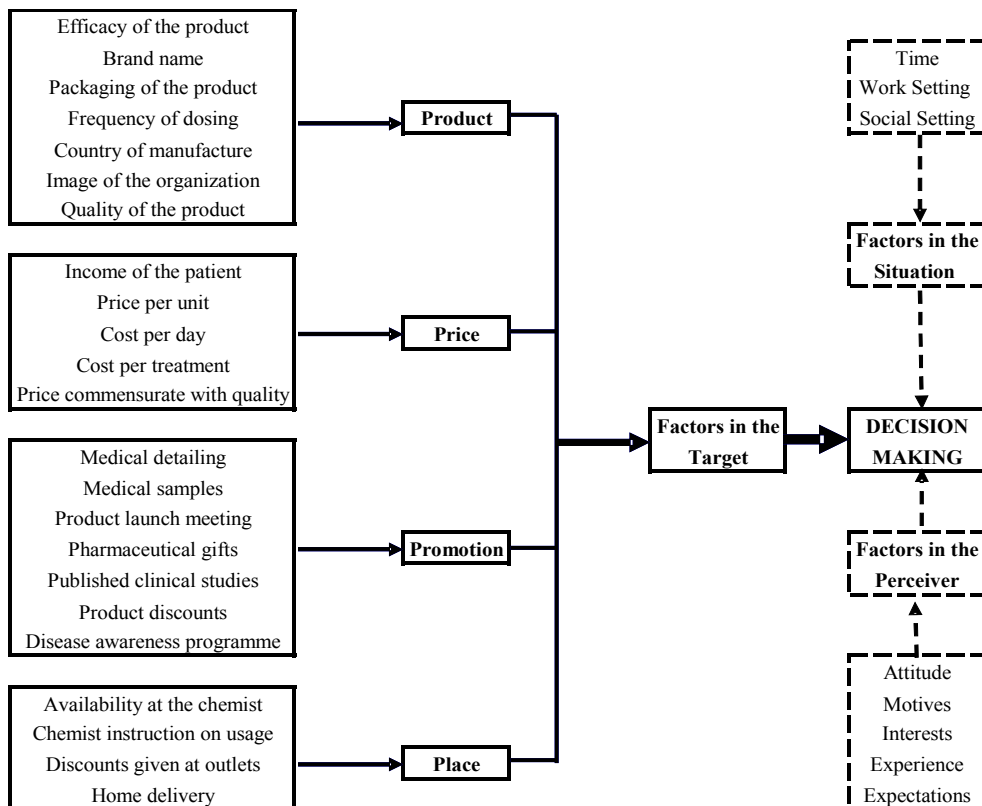 Efficacy of the product
Brand name
Packaging of the product
Frequency of dosing
Country of manufacture
Image of the organization
Quality of the product
Product
Income of the patient
Price per unit
Cost per day
Cost per treatment
Price commensurate with quality
Price
Medical detailing
Medical samples
Product launch meeting
Pharmaceutical gifts
Published clinical studies
Product discounts
Disease awareness programme
Promotion
Availability at the chemist
Chemist instruction on usage
Discounts given at outlets
Home delivery
Place
Factors in the
Target
Time
Work Setting
Social Setting
Factors in the
Situation
DECISION
MAKING
Factors in the
Perceiver
Attitude
Motives
Interests
Experience
Expectations